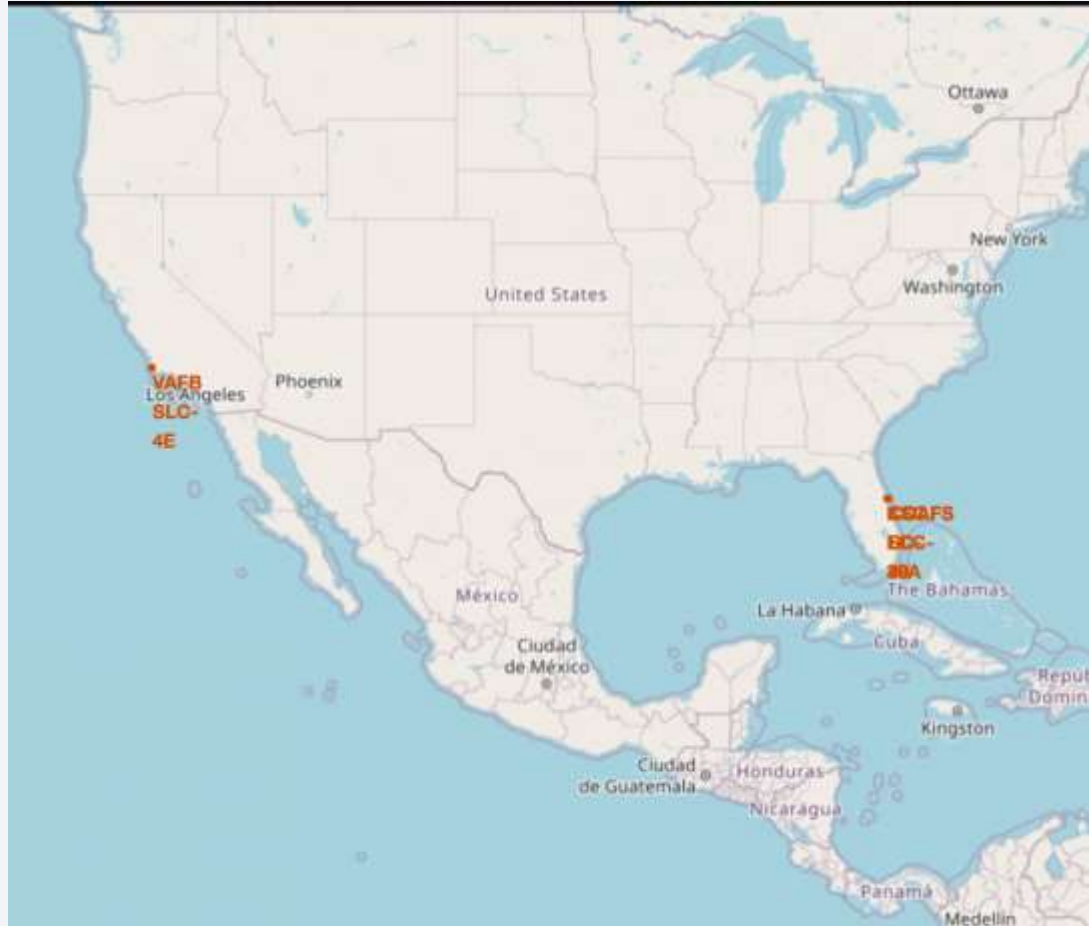 Ottawa
New York
Washington
United States
VAFB
Los Angeles
SLC-
4E
Phoenix
The Bahamas
México
La Habana
Cuba
Ciudad
de México
Kingston
Ciudad
de Guatemala
Honduras
Nicaragua
Panamá
Medellín